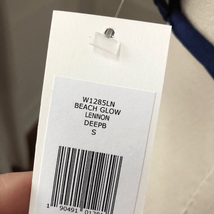 W1285LN
BEACH GLOW
LENNON
DEEPB
S